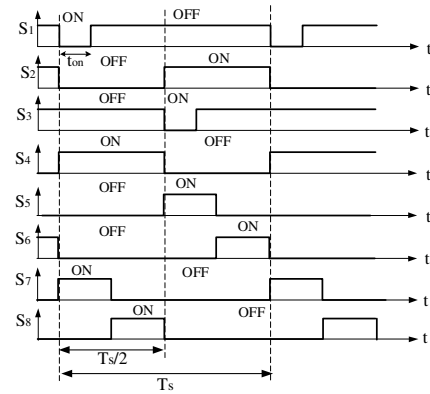 ON OFF
S1 t
ton OFF ON
S2 t
OFF ON
S3 OFF t
ON
S4 t
OFF ON
S5 t
OFF ON
S6 t
ON OFF
S7 t
ON OFF
S8 t
Ts/2
Ts